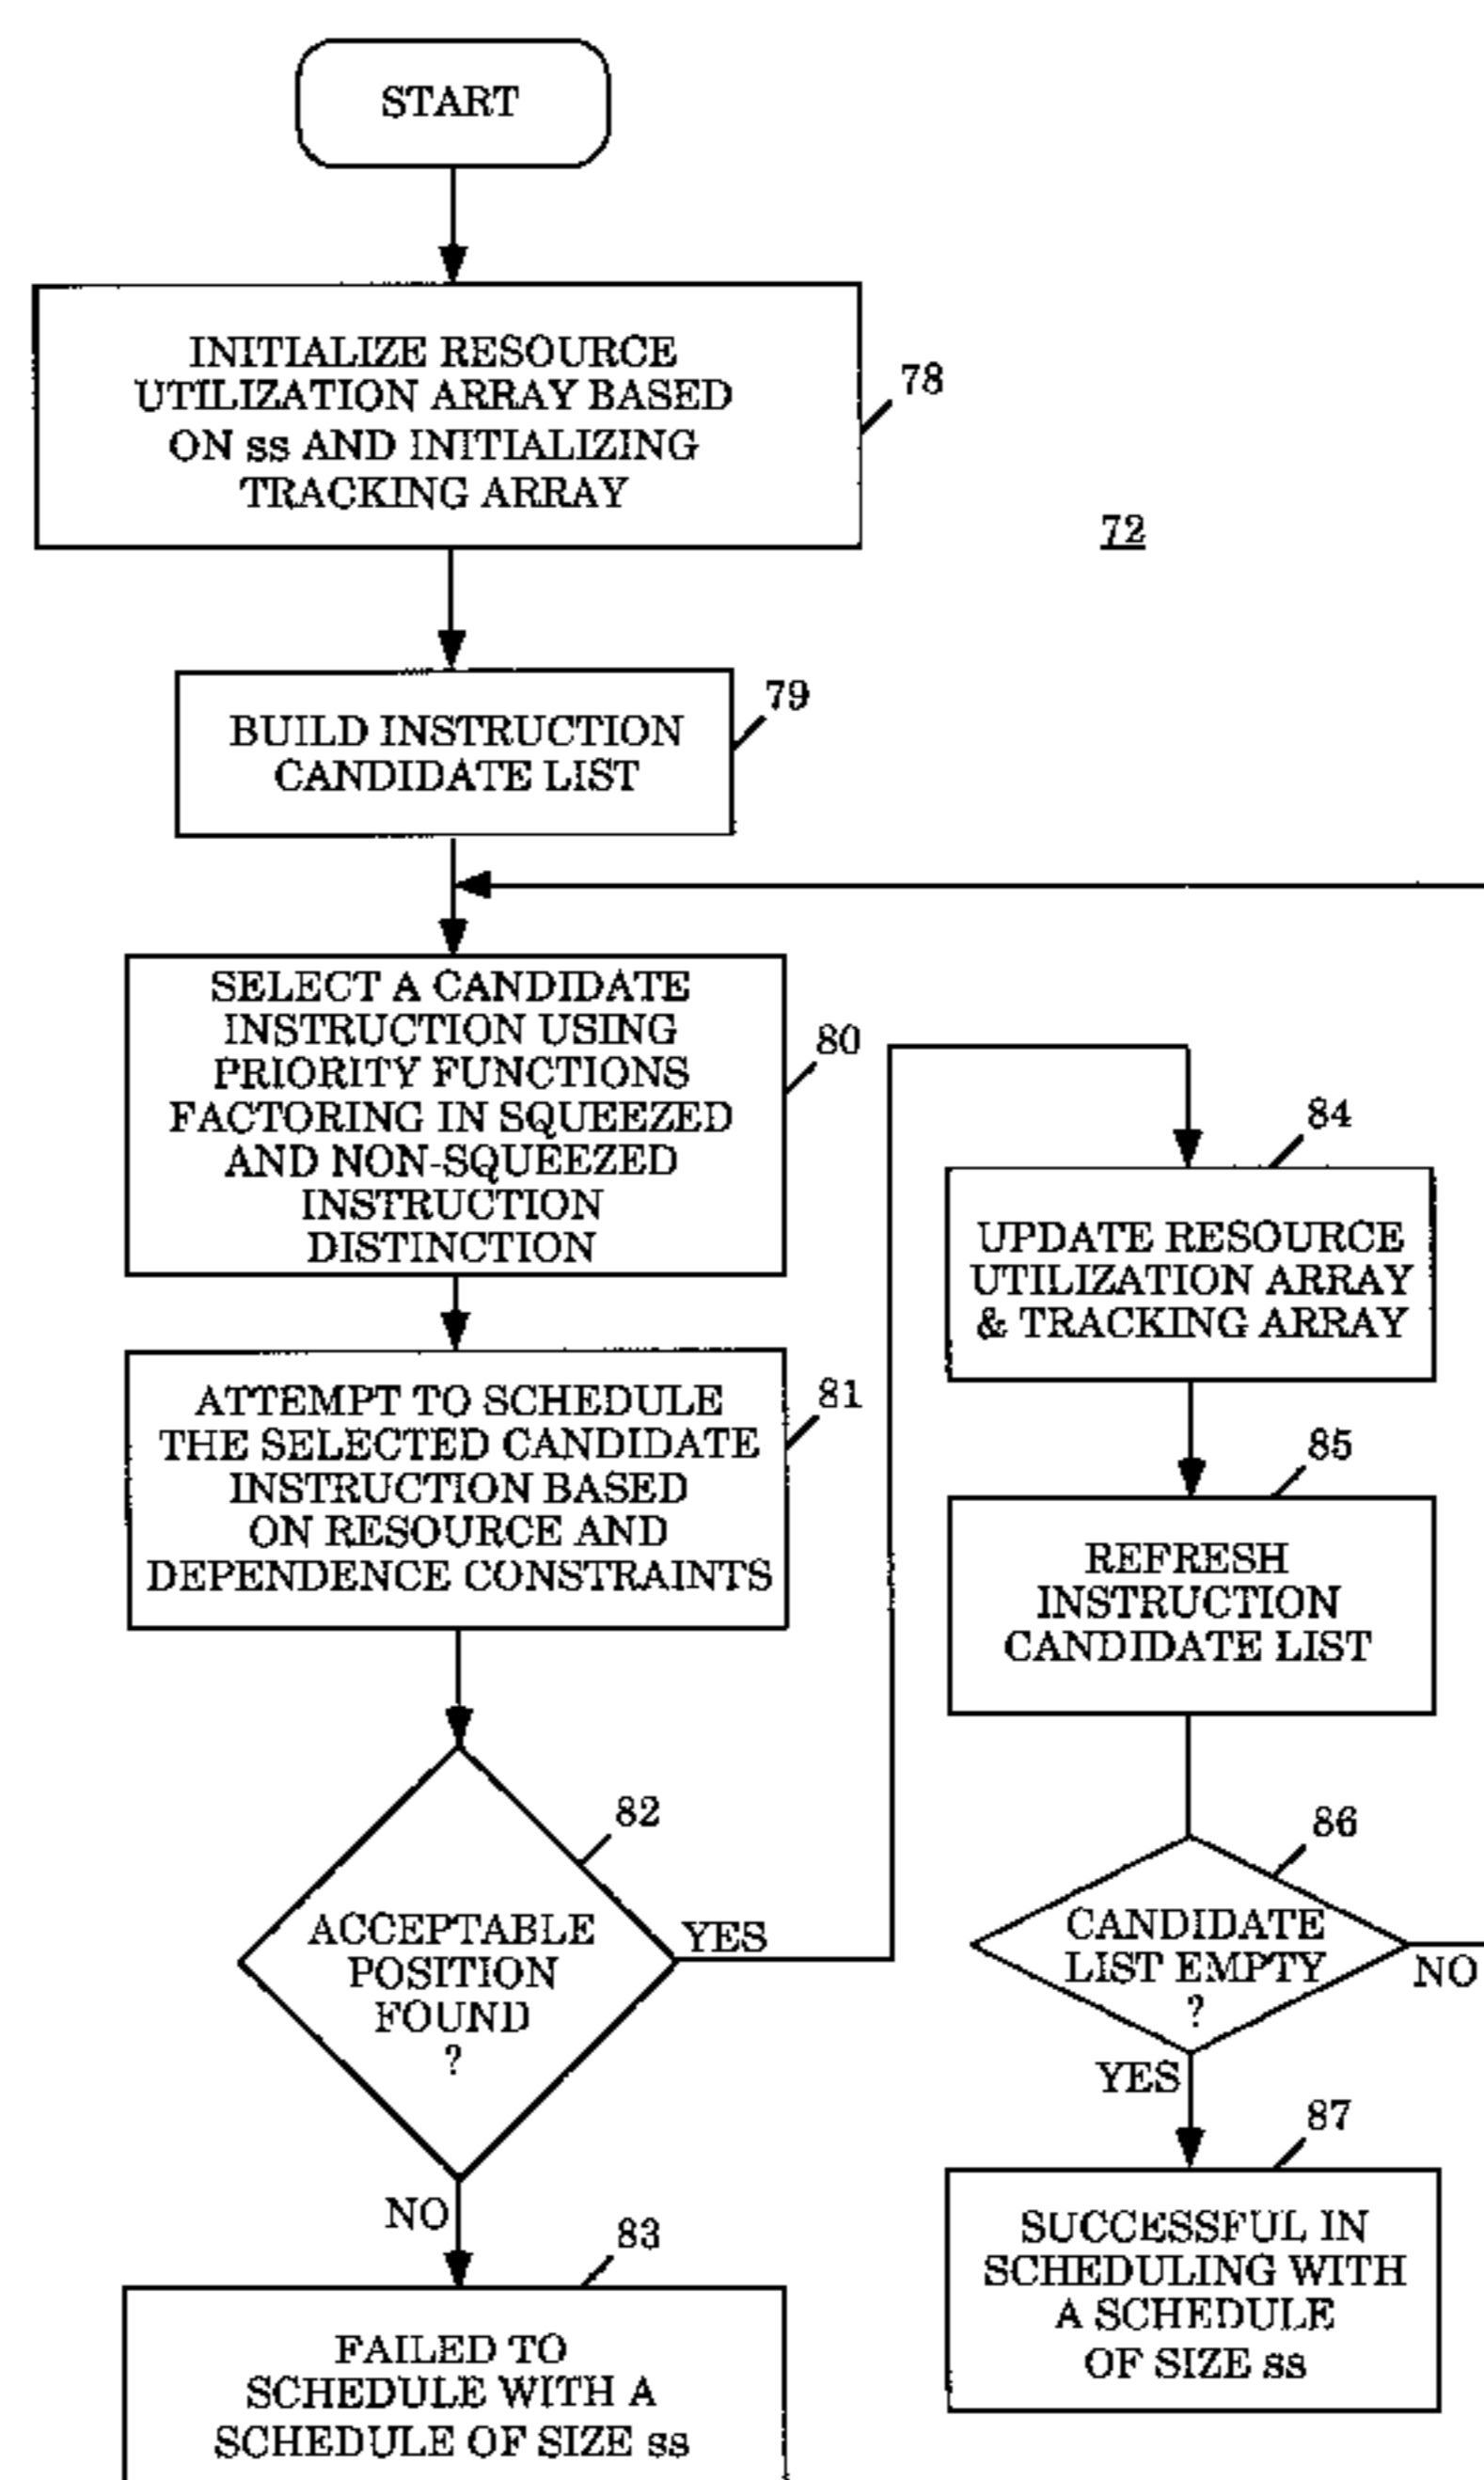 START
INITIALIZE RESOURCE
UTILIZATION ARRAY BASED
ON ss AND INITIALIZING
TRACKING ARRAY
78
72
BUILD INSTRUCTION
CANDIDATE LIST
79
SELECT A CANDIDATE
INSTRUCTION USING
PRIORITY FUNCTIONS
FACTORING IN SQUEEZED
AND NON-SQUEEZED
INSTRUCTION
DISTINCTION
80
ATTEMPT TO SCHEDULE
THE SELECTED CANDIDATE
INSTRUCTION BASED
ON RESOURCE AND
DEPENDENCE CONSTRAINTS
81
82
ACCEPTABLE
POSITION
FOUND
?
YES
NO
83
FAILED TO
SCHEDULE WITH A
SCHEDULE OF SIZE ss
84
UPDATE RESOURCE
UTILIZATION ARRAY
& TRACKING ARRAY
85
REFRESH
INSTRUCTION
CANDIDATE LIST
86
CANDIDATE
LIST EMPTY
?
NO
YES
87
SUCCESSFUL IN
SCHEDULING WITH
A SCHEDULE
OF SIZE ss